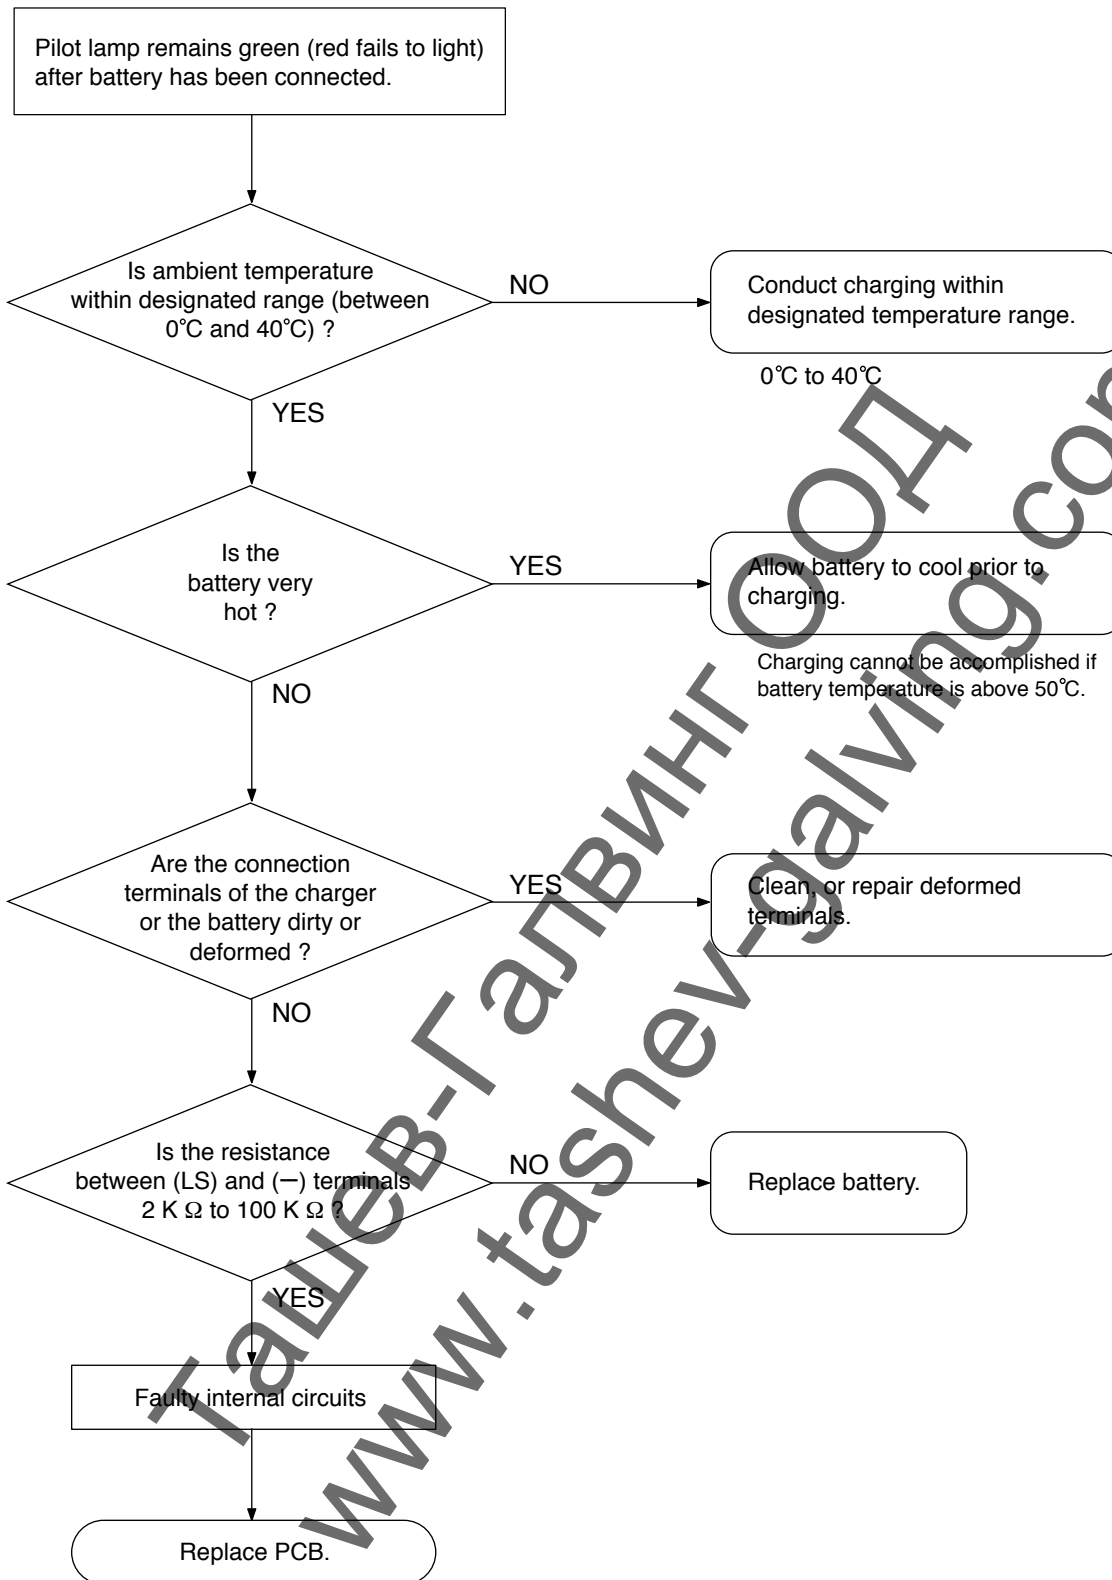 Pilot lamp remains green (red fails to light)
after battery has been connected.
Is ambient temperature
within designated range (between
0°C and 40°C) ?
NO
Conduct charging within
designated temperature range.
0°C to 40°C
YES
Is the
battery very
hot ?
YES
Allow battery to cool prior to
charging.
Charging cannot be accomplished if
battery temperature is above 50°C.
NO
Are the connection
terminals of the charger
or the battery dirty or
deformed ?
YES
Clean, or repair deformed
terminals.
NO
Is the resistance
between (LS) and (−) terminals
2 K Ω to 100 K Ω ?
NO
Replace battery.
YES
Faulty internal circuits
Replace PCB.
Ташев-Галвинг ООД
www.tashev-galving.com